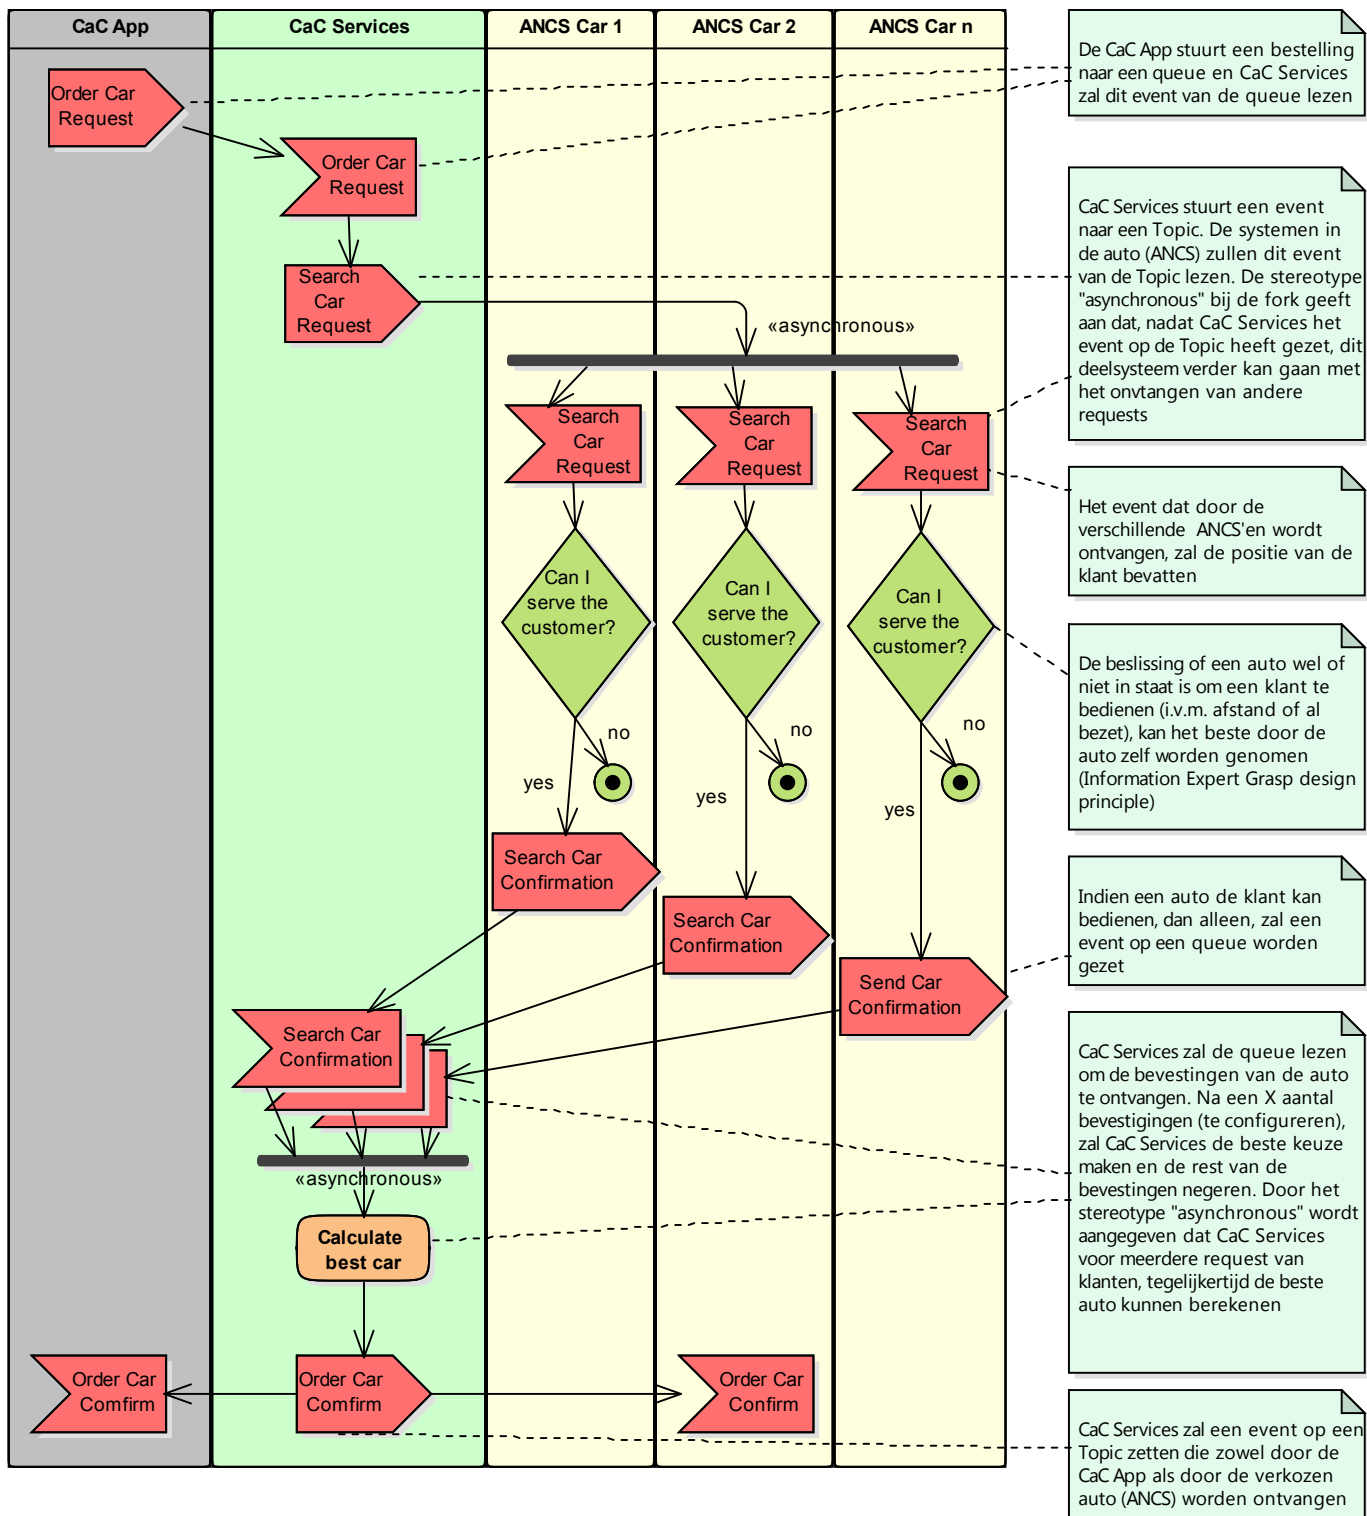 CaC App
CaC Services
ANCS Car 1
ANCS Car 2
ANCS Car n
Order Car
Request
Order Car
Request
Search
Car
Request
«asynchronous»
Search
Car
Request
Search
Car
Request
Search
Car
Request
Can I
serve the
customer?
Can I
serve the
customer?
Can I
serve the
customer?
no
no
no
yes
yes
yes
Search Car
Confirmation
Search Car
Confirmation
Send Car
Confirmation
Search Car
Confirmation
«asynchronous»
Calculate
best car
Order Car
Comfirm
Order Car
Comfirm
Order Car
Confirm
De CaC App stuurt een bestelling
naar een queue en CaC Services
zal dit event van de queue lezen
CaC Services stuurt een event
naar een Topic. De systemen in
de auto (ANCS) zullen dit event
van de Topic lezen. De stereotype
"asynchronous" bij de fork geeft
aan dat, nadat CaC Services het
event op de Topic heeft gezet, dit
deelsysteem verder kan gaan met
het onvtangen van andere
requests
Het event dat door de
verschillende ANCS'en wordt
ontvangen, zal de positie van de
klant bevatten
De beslissing of een auto wel of
niet in staat is om een klant te
bedienen (i.v.m. afstand of al
bezet), kan het beste door de
auto zelf worden genomen
(Information Expert Grasp design
principle)
Indien een auto de klant kan
bedienen, dan alleen, zal een
event op een queue worden
gezet
CaC Services zal de queue lezen
om de bevestingen van de auto
te ontvangen. Na een X aantal
bevestigingen (te configureren),
zal CaC Services de beste keuze
maken en de rest van de
bevestingen negeren. Door het
stereotype "asynchronous" wordt
aangegeven dat CaC Services
voor meerdere request van
klanten, tegelijkertijd de beste
auto kunnen berekenen
CaC Services zal een event op een
Topic zetten die zowel door de
CaC App als door de verkozen
auto (ANCS) worden ontvangen